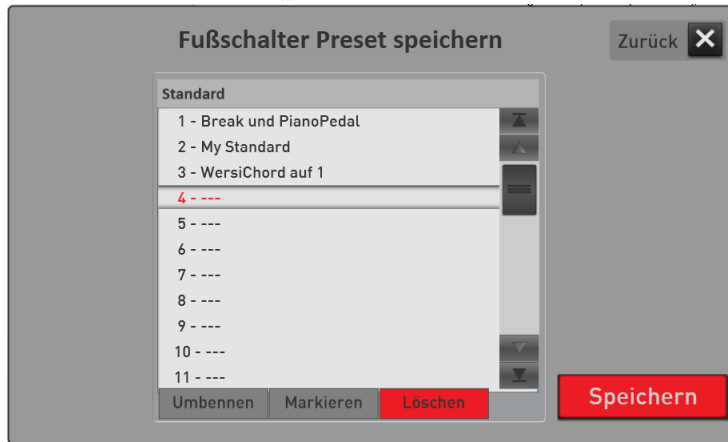 Fußschalter Preset speichern
Zurück
Standard
1 - Break und PianoPedal
2 - My Standard
3 - WersiChord auf 1
4 - ---
5 - ---
6 - ---
7 - ---
8 - ---
9 - ---
10 - ---
11 - ---
Umbennen Markieren Löschen
Speichern